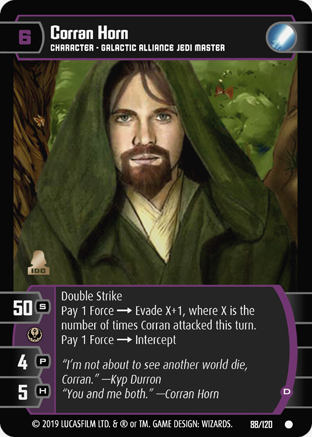 6
Corran Horn
CHARACTER - GALACTIC ALLIANCE JEDI MASTER
100
50 S
Double Strike
Pay 1 Force → Evade X+1, where X is the
number of times Corran attacked this turn.
Pay 1 Force → Intercept
4 P
5 H
“I’m not about to see another world die,
Corran.” —Kyp Durron
“You and me both.” —Corran Horn
D
© 2019 LUCASFILM LTD. & ® or TM. GAME DESIGN: WIZARDS.
88/120